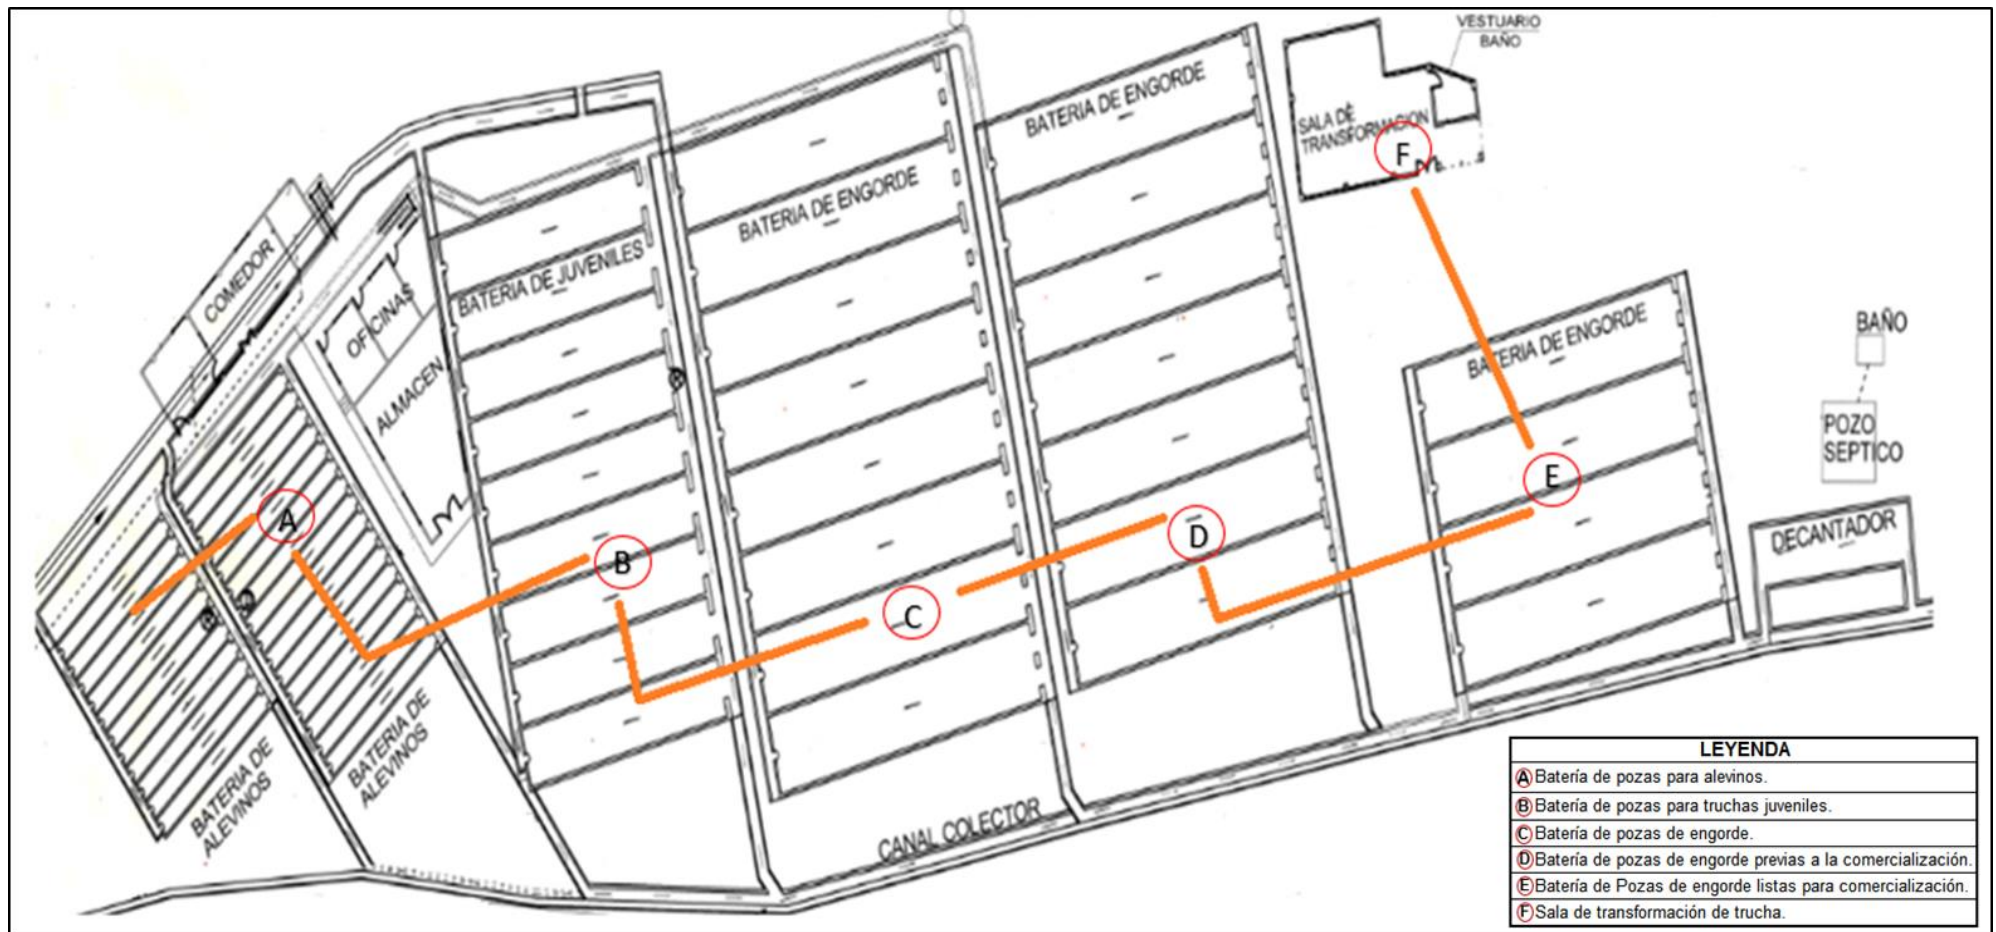 VESTUARIO
BAÑO
BATERIA DE ENGORDE
SALA DE
TRANSFORMACION
F
BATERIA DE ENGORDE
COMEDOR
OFICINAS
BATERIA DE JUVENILES
ALMACEN
BATERIA DE ENGORDE
BAÑO
POZO
SEPTICO
A
B
C
D
E
DECANTADOR
BATERIA DE
ALEVINOS
BATERIA DE
ALEVINOS
CANAL COLECTOR
LEYENDA
A Batería de pozas para alevinos.
B Batería de pozas para truchas juveniles.
C Batería de pozas de engorde.
D Batería de pozas de engorde previas a la comercialización.
E Batería de Pozas de engorde listas para comercialización.
F Sala de transformación de trucha.